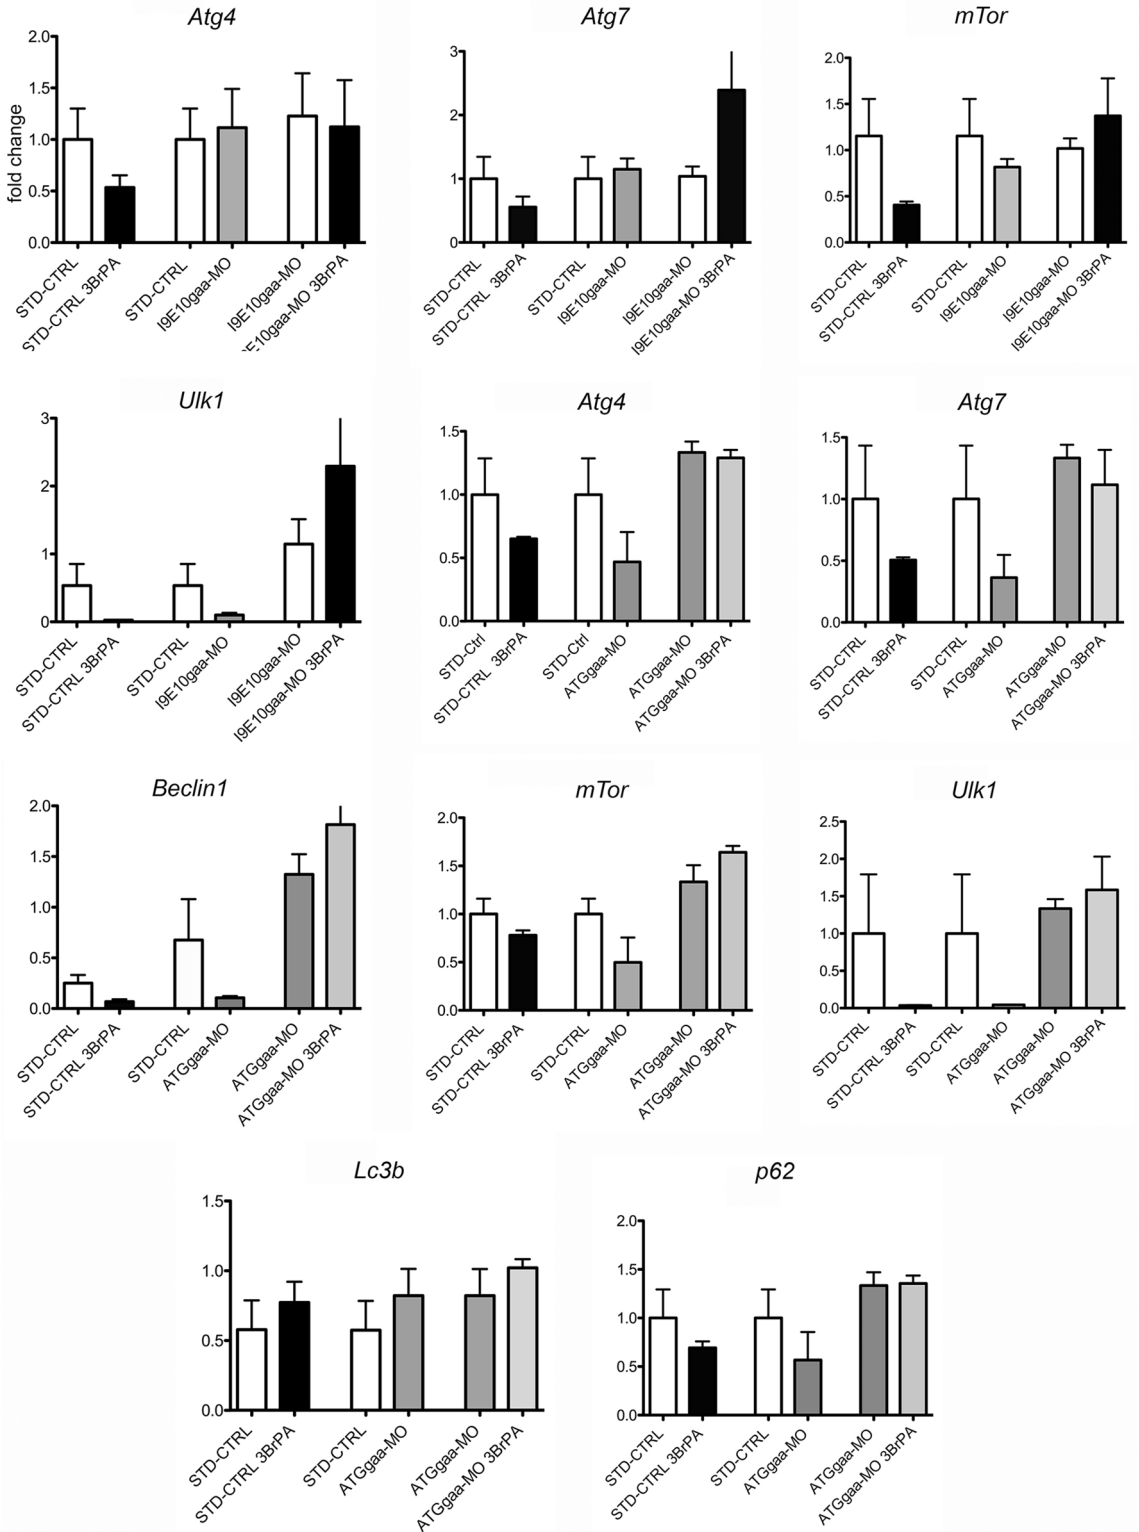 Atg4
Atg7
mTor
fold change
2.0
1.5
1.0
0.5
0.0
STD-CTRL
STD-CTRL 3BrPA
STD-CTRL
I9E10gaa-MO
I9E10gaa-MO
9E10gaa-MO 3BrPA
3
2
1
0
STD-CTRL
STD-CTRL 3BrPA
STD-CTRL
I9E10gaa-MO
I9E10gaa-MO
I9E10gaa-MO 3BrPA
2.0
1.5
1.0
0.5
0.0
STD-CTRL
STD-CTRL 3BrPA
STD-CTRL
I9E10gaa-MO
I9E10gaa-MO
I9E10gaa-MO 3BrPA
Ulk1
Atg4
Atg7
3
2
1
0
STD-CTRL
STD-CTRL 3BrPA
STD-CTRL
I9E10gaa-MO
I9E10gaa-MO
I9E10gaa-MO 3BrPA
1.5
1.0
0.5
0.0
STD-Ctrl
STD-CTRL 3BrPA
STD-Ctrl
ATGgaa-MO
ATGgaa-MO
ATGgaa-MO 3BrPA
1.5
1.0
0.5
0.0
STD-CTRL
STD-CTRL 3BrPA
STD-CTRL
ATGgaa-MO
ATGgaa-MO
ATGgaa-MO 3BrPA
Beclin1
mTor
Ulk1
2.0
1.5
1.0
0.5
0.0
STD-CTRL
STD-CTRL 3BrPA
STD-CTRL
ATGgaa-MO
ATGgaa-MO
ATGgaa-MO 3BrPA
2.0
1.5
1.0
0.5
0.0
STD-CTRL
STD-CTRL 3BrPA
STD-CTRL
ATGgaa-MO
ATGgaa-MO
ATGgaa-MO 3BrPA
2.5
2.0
1.5
1.0
0.5
0.0
STD-CTRL
STD-CTRL 3BrPA
STD-CTRL
ATGgaa-MO
ATGgaa-MO
ATGgaa-MO 3BrPA
Lc3b
p62
1.5
1.0
0.5
0.0
STD-CTRL
STD-CTRL 3BrPA
STD-CTRL
ATGgaa-MO
ATGgaa-MO
ATGgaa-MO 3BrPA
2.0
1.5
1.0
0.5
0.0
STD-CTRL
STD-CTRL 3BrPA
STD-CTRL
ATGgaa-MO
ATGgaa-MO
ATGgaa-MO 3BrPA